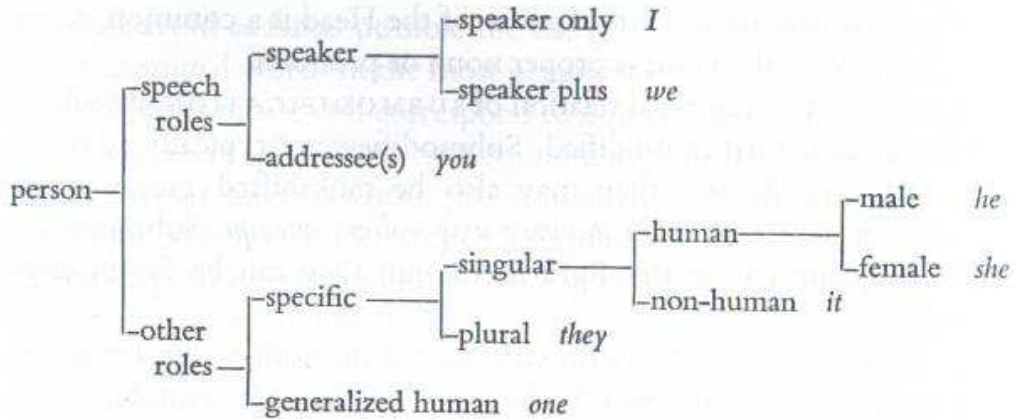 speaker only I
speaker
speech
speaker plus we
roles
addressee(s) you
person
male he
human
singular
female she
specific
non-human it
other
plural they
roles
generalized human one